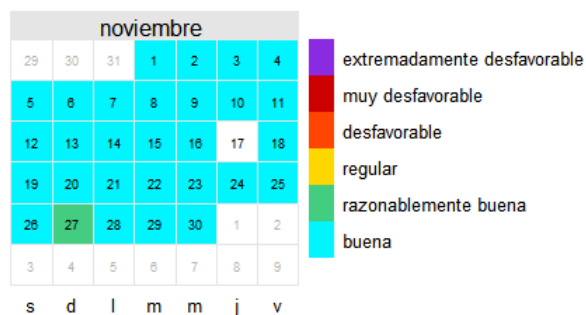 noviembre
29 30 31 1 2 3 4
5 6 7 8 9 10 11
12 13 14 15 16 17 18
19 20 21 22 23 24 25
26 27 28 29 30 1 2
3 4 5 6 7 8 9
s d l m m j v
extremadamente desfavorable
muy desfavorable
desfavorable
regular
razonablemente buena
buena